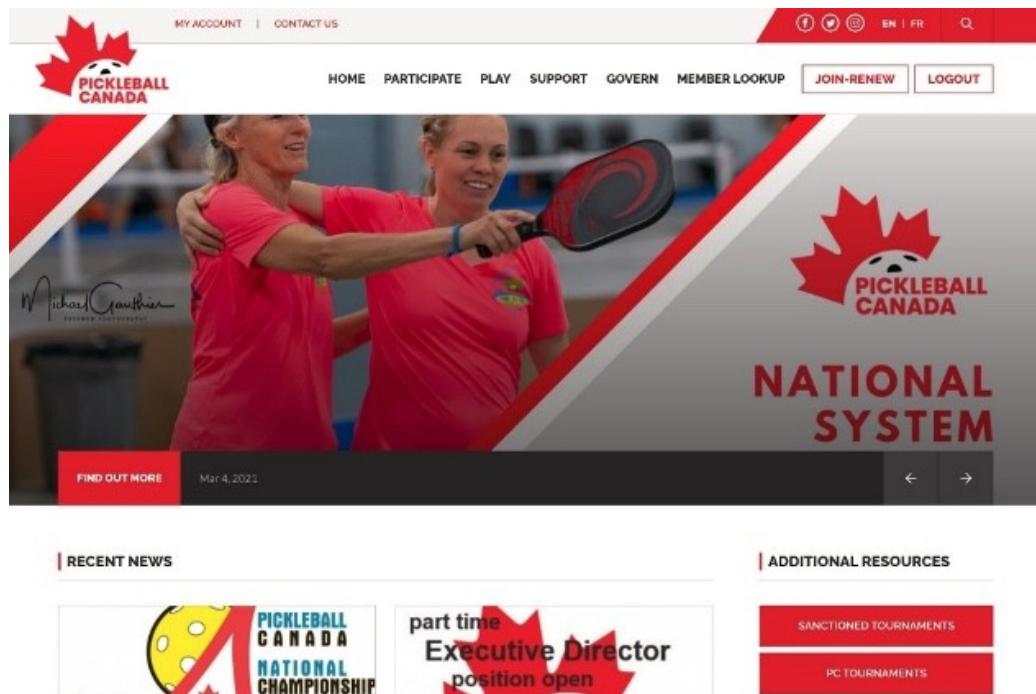 MY ACCOUNT | CONTACT US
EN | FR
PICKLEBALL
CANADA
HOME PARTICIPATE PLAY SUPPORT GOVERN MEMBER LOOKUP JOIN-RENEW LOGOUT
Michael Gauthier
PICKLEBALL
CANADA
NATIONAL
SYSTEM
FIND OUT MORE Mar 4, 2021
RECENT NEWS
ADDITIONAL RESOURCES
PICKLEBALL
CANADA
NATIONAL
CHAMPIONSHIP
part time
Executive Director
position open
SANCTIONED TOURNAMENTS
PC TOURNAMENTS